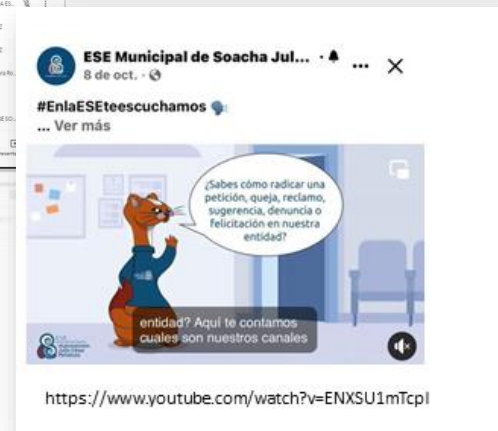 ESE Municipal de Soacha Jul... ·
8 de oct. ·
#EnlaESEteescuchamos
... Ver más
¿Sabes cómo radicar una
petición, queja, reclamo,
sugerencia, denuncia o
felicitación en nuestra
entidad?
entidad? Aquí te contamos
cuales son nuestros canales
ESE
https://www.youtube.com/watch?v=ENXSU1mTcpI